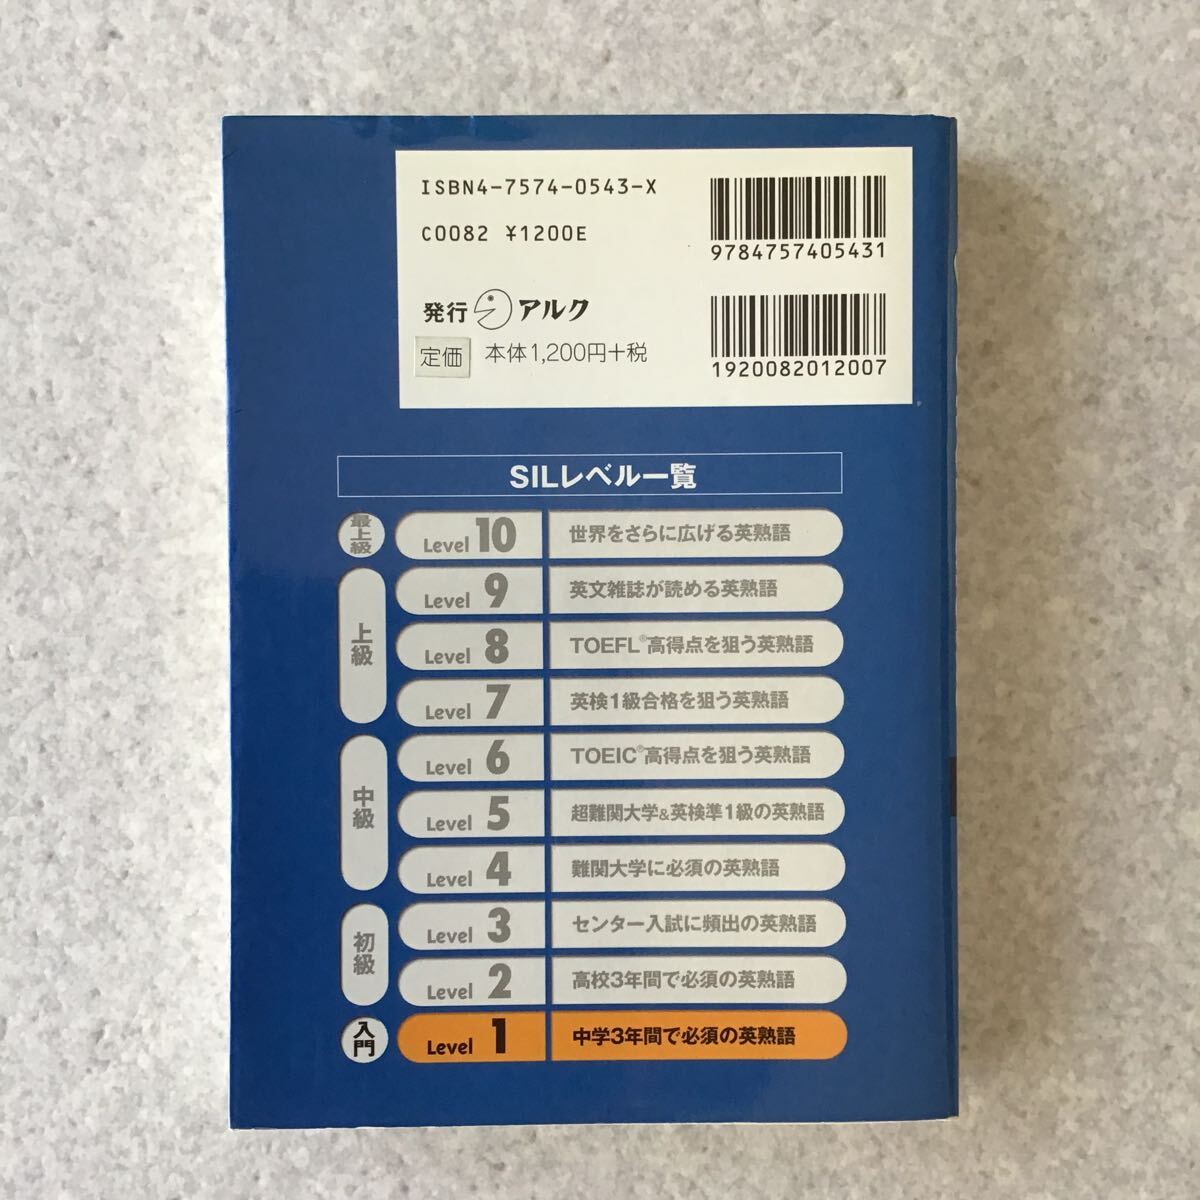 ISBN4-7574-0543-X
C0082 ¥1200E
9784757405431
発行 アルク
定価 本体1,200円+税
1920082012007
SILレベル一覧
最上級 Level 10 世界をさらに広げる英熟語
上級
Level 9 英文雑誌が読める英熟語
Level 8 TOEFL®高得点を狙う英熟語
Level 7 英検1級合格を狙う英熟語
中級
Level 6 TOEIC®高得点を狙う英熟語
Level 5 超難関大学&英検準1級の英熟語
Level 4 難関大学に必須の英熟語
初級
Level 3 センター入試に頻出の英熟語
Level 2 高校3年間で必須の英熟語
入門 Level 1 中学3年間で必須の英熟語